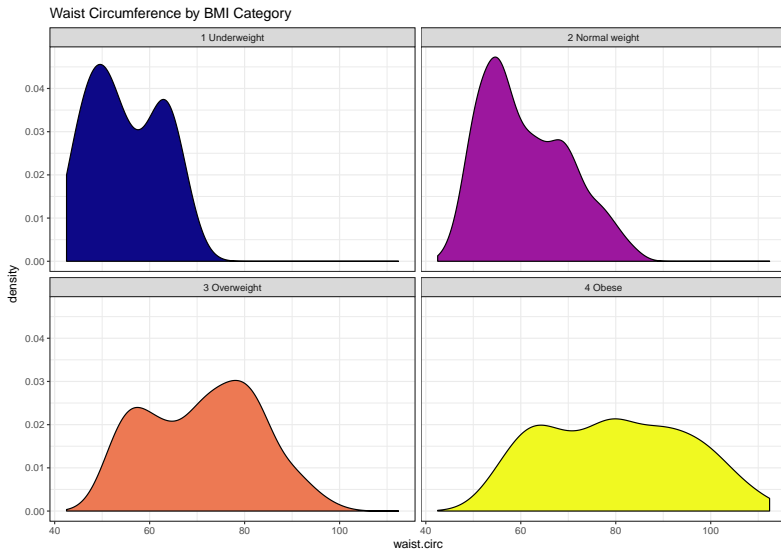 Waist Circumference by BMI Category
1 Underweight
2 Normal weight
0.04
0.03
0.02
0.01
0.00
3 Overweight
4 Obese
0.04
0.03
0.02
0.01
0.00
40 60 80 100 40 60 80 100
density
waist.circ